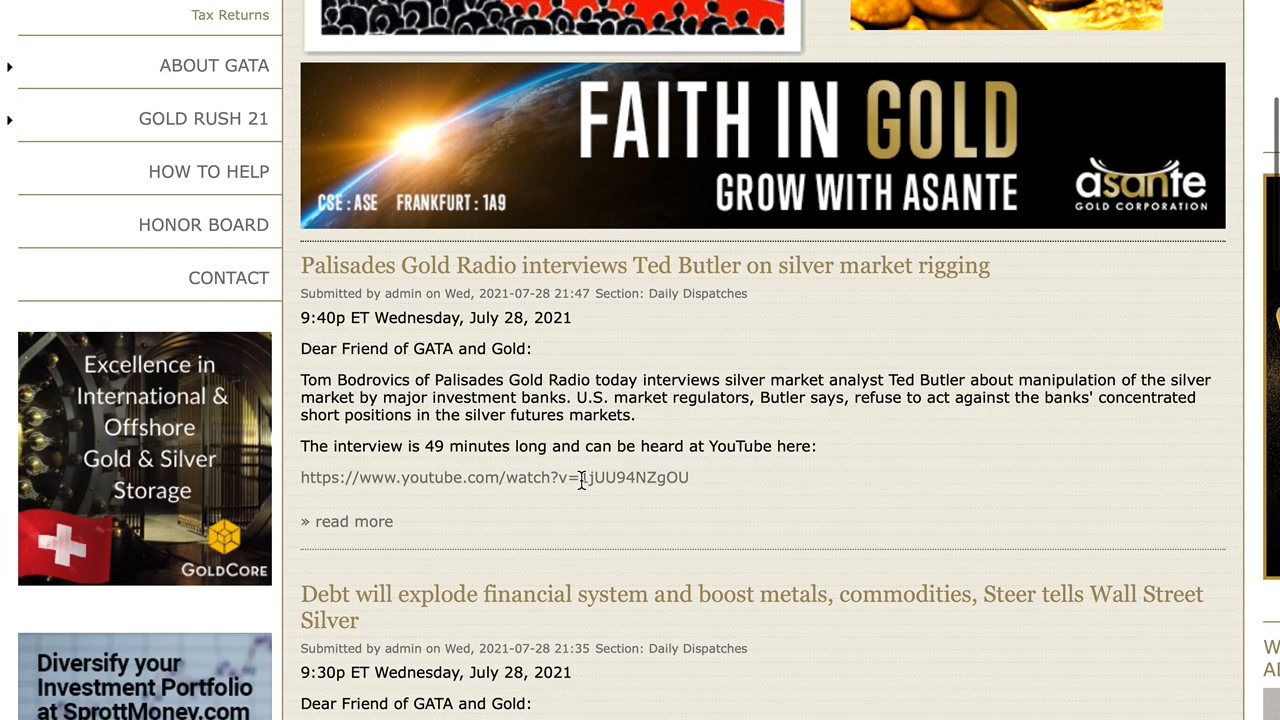 Tax Returns
ABOUT GATA
GOLD RUSH 21
HOW TO HELP
HONOR BOARD
CONTACT
Excellence in
International &
Offshore
Gold & Silver
Storage
GOLDCORE
Diversify your
Investment Portfolio
at SprottMoney.com
FAITH IN GOLD
GROW WITH ASANTE
CSE : ASE FRANKFURT : 1A9
asante
GOLD CORPORATION
Palisades Gold Radio interviews Ted Butler on silver market rigging
Submitted by admin on Wed, 2021-07-28 21:47 Section: Daily Dispatches
9:40p ET Wednesday, July 28, 2021
Dear Friend of GATA and Gold:
Tom Bodrovics of Palisades Gold Radio today interviews silver market analyst Ted Butler about manipulation of the silver
market by major investment banks. U.S. market regulators, Butler says, refuse to act against the banks' concentrated
short positions in the silver futures markets.
The interview is 49 minutes long and can be heard at YouTube here:
» read more
Debt will explode financial system and boost metals, commodities, Steer tells Wall Street
Silver
Submitted by admin on Wed, 2021-07-28 21:35 Section: Daily Dispatches
9:30p ET Wednesday, July 28, 2021
Dear Friend of GATA and Gold: